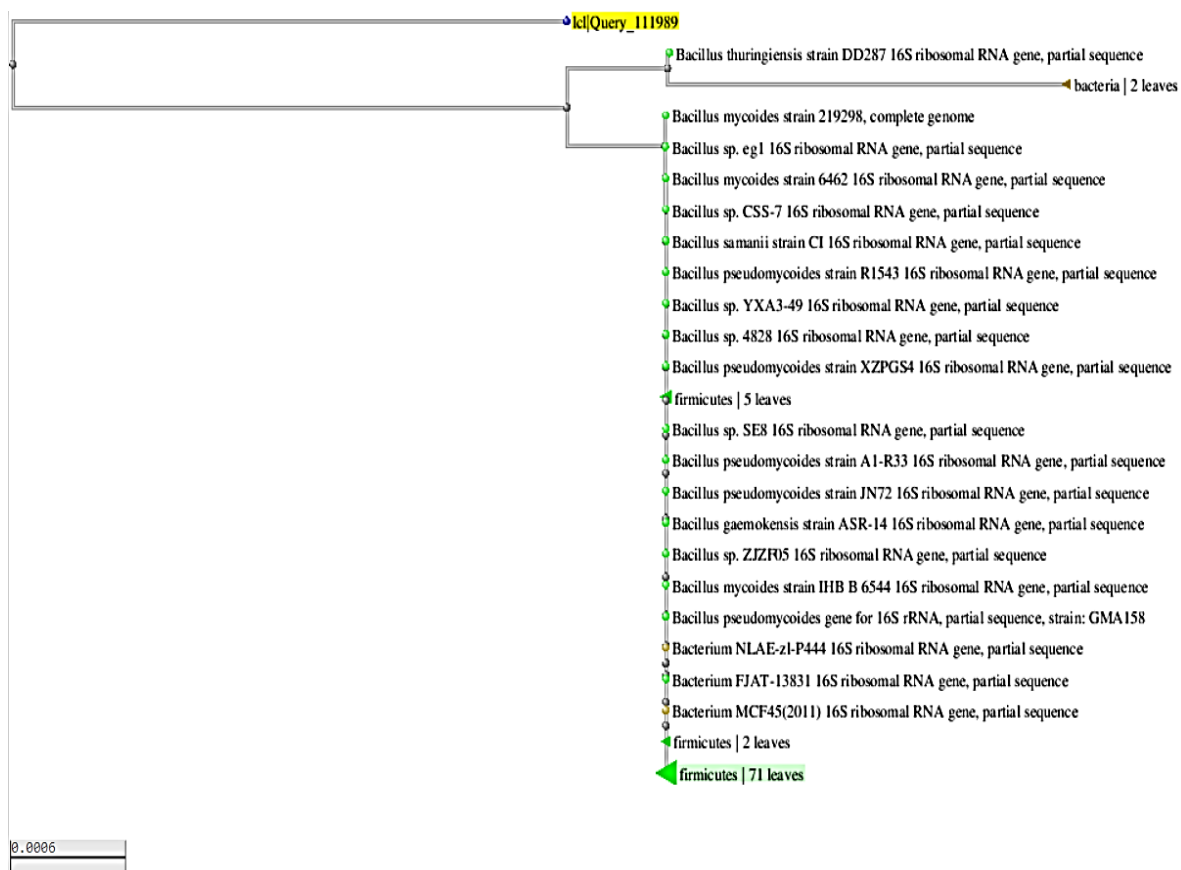 lcl|Query_111989
Bacillus thuringiensis strain DD287 16S ribosomal RNA gene, partial sequence
bacteria | 2 leaves
Bacillus mycoides strain 219298, complete genome
Bacillus sp. eg1 16S ribosomal RNA gene, partial sequence
Bacillus mycoides strain 6462 16S ribosomal RNA gene, partial sequence
Bacillus sp. CSS-7 16S ribosomal RNA gene, partial sequence
Bacillus samanii strain CI 16S ribosomal RNA gene, partial sequence
Bacillus pseudomycoides strain R1543 16S ribosomal RNA gene, partial sequence
Bacillus sp. YXA3-49 16S ribosomal RNA gene, partial sequence
Bacillus sp. 4828 16S ribosomal RNA gene, partial sequence
Bacillus pseudomycoides strain XZPGS4 16S ribosomal RNA gene, partial sequence
firmicutes | 5 leaves
Bacillus sp. SE8 16S ribosomal RNA gene, partial sequence
Bacillus pseudomycoides strain A1-R33 16S ribosomal RNA gene, partial sequence
Bacillus pseudomycoides strain JN72 16S ribosomal RNA gene, partial sequence
Bacillus gaemokensis strain ASR-14 16S ribosomal RNA gene, partial sequence
Bacillus sp. ZJZF05 16S ribosomal RNA gene, partial sequence
Bacillus mycoides strain IHB B 6544 16S ribosomal RNA gene, partial sequence
Bacillus pseudomycoides gene for 16S rRNA, partial sequence, strain: GMA158
Bacterium NLAE-zl-P444 16S ribosomal RNA gene, partial sequence
Bacterium FJAT-13831 16S ribosomal RNA gene, partial sequence
Bacterium MCF45(2011) 16S ribosomal RNA gene, partial sequence
firmicutes | 2 leaves
firmicutes | 71 leaves
0.0006